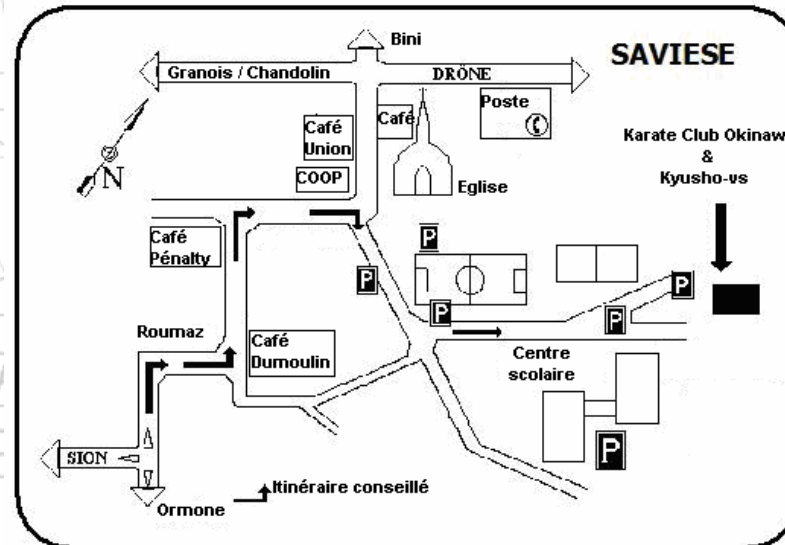 Bini
SAVIESE
Granois / Chandolin
DRÔNE
Poste
Café
Café
Union
Karate Club Okinaw
&
Kyusho-vs
N
COOP
Eglise
P
Café
Pénalty
P
P
P
P
Roumaz
Café
Dumoulin
Centre
scolaire
P
SION
Itinéraire conseillé
Ormone